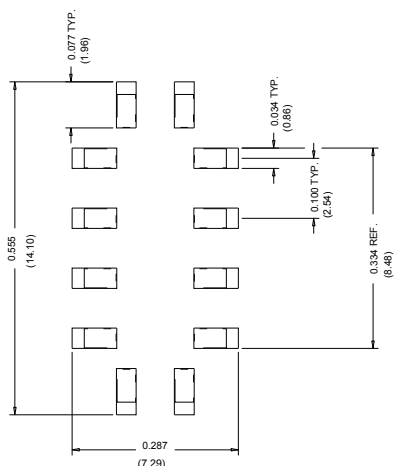 0.077 TYP.
(1.96)
0.034 TYP.
(0.86)
0.100 TYP.
(2.54)
0.555
(14.10)
0.334 REF.
(8.48)
0.287
(7.29)